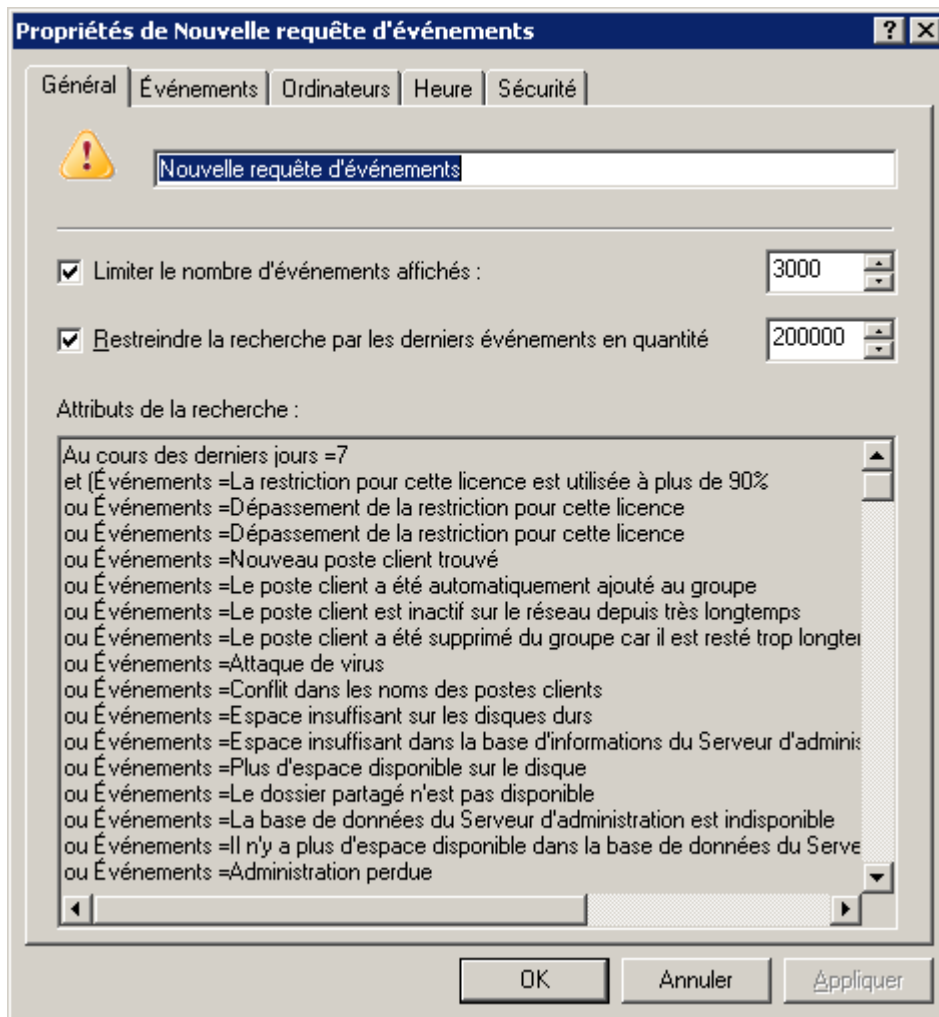 Propriétés de Nouvelle requête d'événements
Général Événements Ordinateurs Heure Sécurité
Nouvelle requête d'événements
Limiter le nombre d'événements affichés : 3000
Restreindre la recherche par les derniers événements en quantité 200000
Attributs de la recherche :
Au cours des derniers jours =7
et (Événements =La restriction pour cette licence est utilisée à plus de 90%
ou Événements =Dépassement de la restriction pour cette licence
ou Événements =Dépassement de la restriction pour cette licence
ou Événements =Nouveau poste client trouvé
ou Événements =Le poste client a été automatiquement ajouté au groupe
ou Événements =Le poste client est inactif sur le réseau depuis très longtemps
ou Événements =Le poste client a été supprimé du groupe car il est resté trop longte
ou Événements =Attaque de virus
ou Événements =Conflit dans les noms des postes clients
ou Événements =Espace insuffisant sur les disques durs
ou Événements =Espace insuffisant dans la base d'informations du Serveur d'adminis
ou Événements =Plus d'espace disponible sur le disque
ou Événements =Le dossier partagé n'est pas disponible
ou Événements =La base de données du Serveur d'administration est indisponible
ou Événements =Il n'y a plus d'espace disponible dans la base de données du Serve
ou Événements =Administration perdue
OK Annuler Appliquer